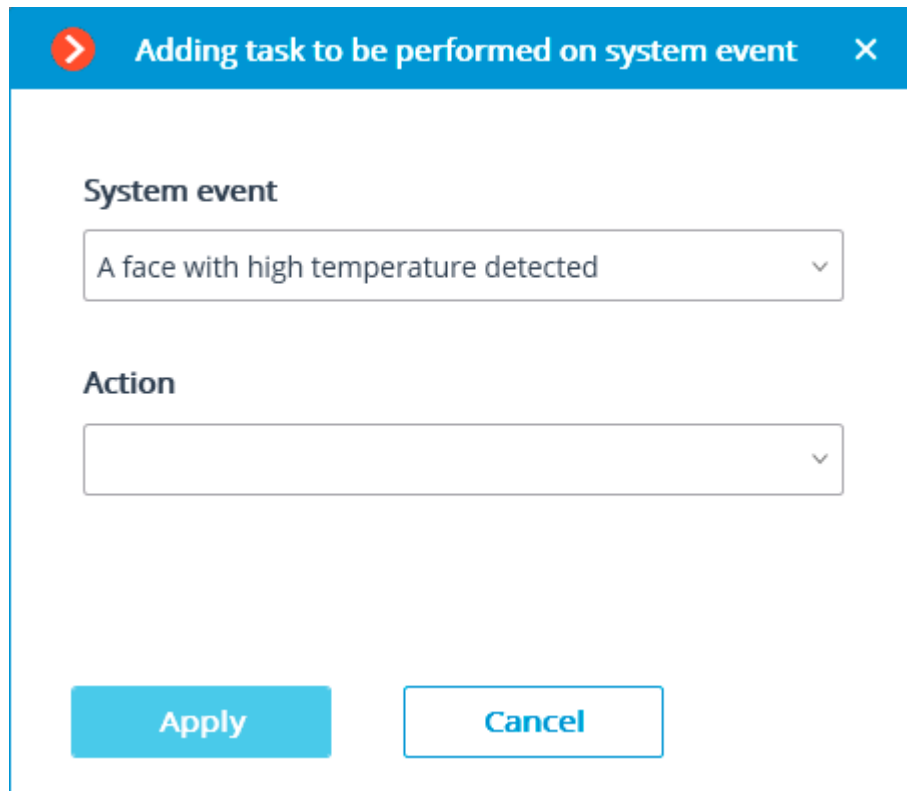 Adding task to be performed on system event
System event
A face with high temperature detected
Action
Apply
Cancel